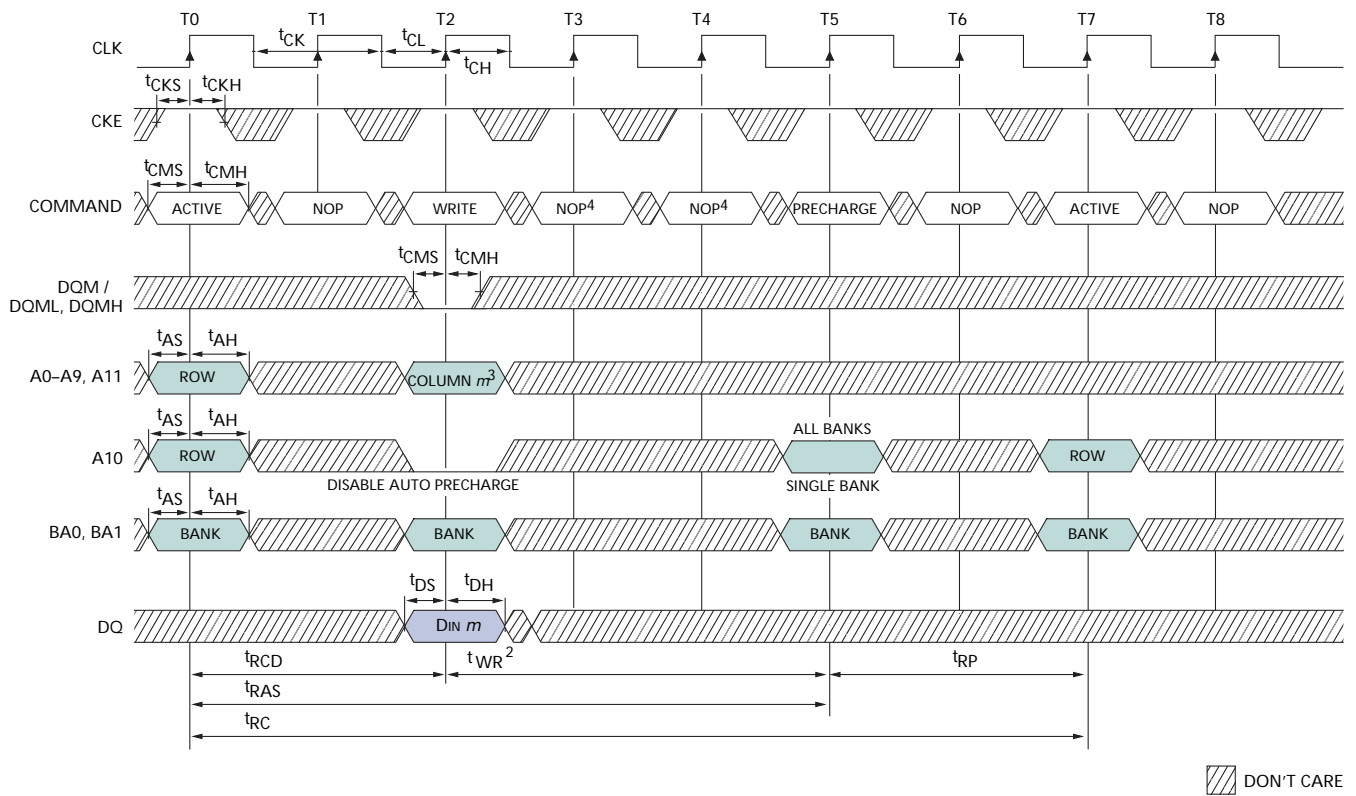 T0 T1 T2 T3 T4 T5 T6 T7 T8
CLK
tCK tCL
tCH
tCKS tCKH
CKE
tCMS tCMH
COMMAND ACTIVE NOP WRITE NOP4 NOP4 PRECHARGE NOP ACTIVE NOP
tCMS tCMH
DQM /
DQML, DQMH
tAS tAH
A0–A9, A11 ROW COLUMN m3
tAS tAH
ALL BANKS
A10 ROW ROW
DISABLE AUTO PRECHARGE SINGLE BANK
tAS tAH
BA0, BA1 BANK BANK BANK BANK
tDS tDH
DQ DIN m
tRCD tWR2 tRP
tRAS
tRC
DON'T CARE